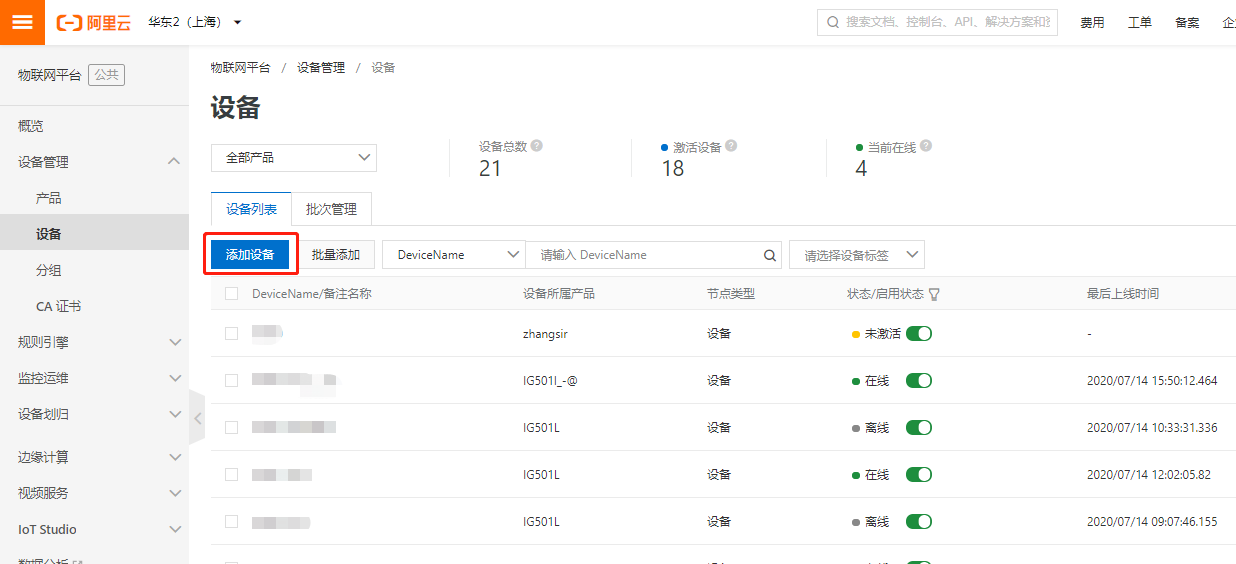 阿里云 华东2（上海） 搜索文档、控制台、API、解决方案和 费用 工单 备案
物联网平台 公共
概览
设备管理
产品
设备
分组
CA 证书
规则引擎
监控运维
设备划归
边缘计算
视频服务
IoT Studio
数据分析
物联网平台 / 设备管理 / 设备
设备
全部产品
设备总数 ?
21
激活设备 ?
18
当前在线 ?
4
设备列表 批次管理
添加设备 批量添加 DeviceName 请输入 DeviceName 请选择设备标签
DeviceName/备注名称 设备所属产品 节点类型 状态/启用状态 最后上线时间
zhangsir 设备 未激活 -
IG501I_-@ 设备 在线 2020/07/14 15:50:12.464
IG501L 设备 离线 2020/07/14 10:33:31.336
IG501L 设备 在线 2020/07/14 12:02:05.82
IG501L 设备 离线 2020/07/14 09:07:46.155